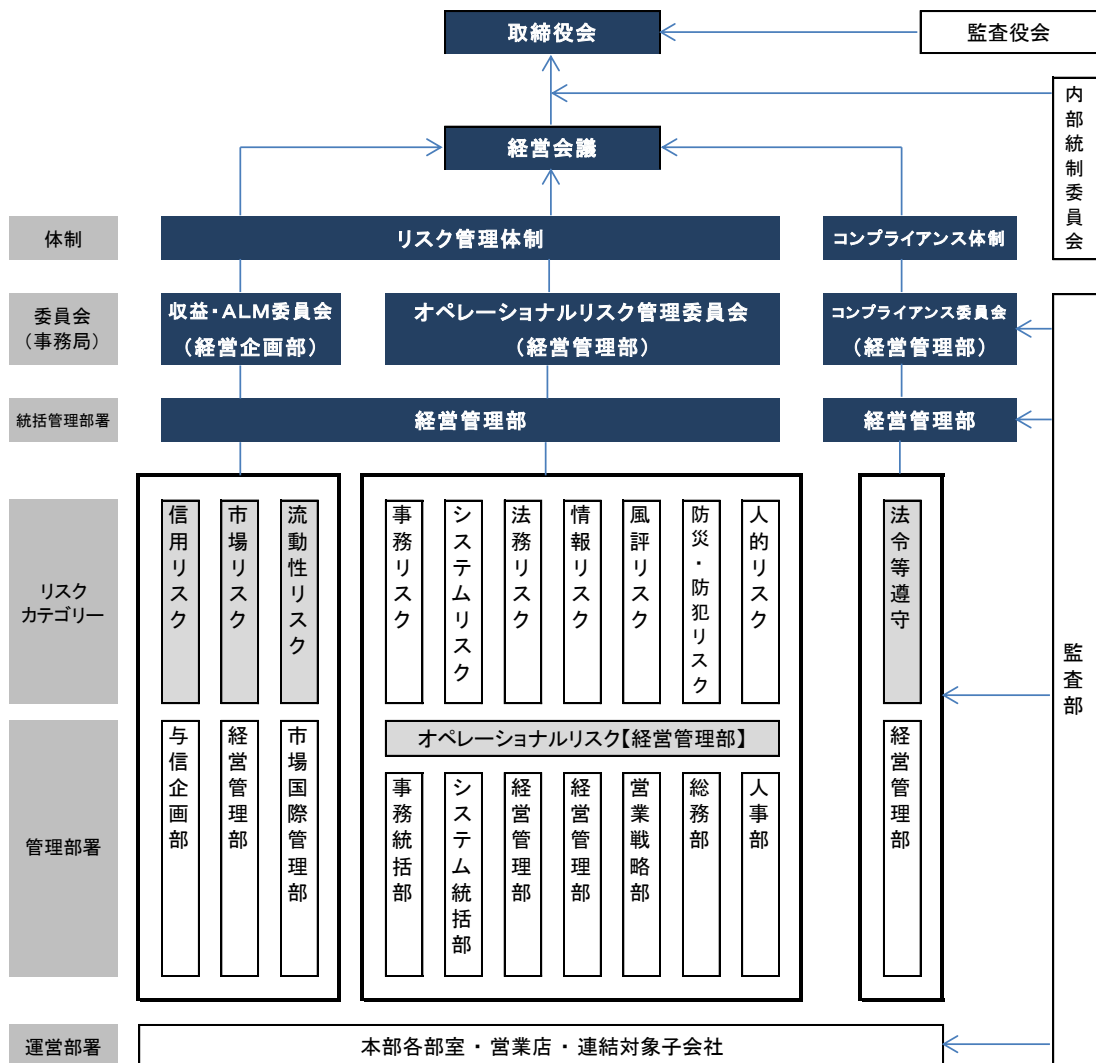 取締役会
監査役会
内部統制委員会
経営会議
体制
リスク管理体制
コンプライアンス体制
委員会
(事務局)
収益・ALM委員会
(経営企画部)
オペレーショナルリスク管理委員会
(経営管理部)
コンプライアンス委員会
(経営管理部)
統括管理部署
経営管理部
経営管理部
リスク
カテゴリー
信用リスク
市場リスク
流動性リスク
事務リスク
システムリスク
法務リスク
情報リスク
風評リスク
防災・防犯リスク
人的リスク
法令等遵守
監査部
管理部署
与信企画部
経営管理部
市場国際管理部
オペレーショナルリスク【経営管理部】
事務統括部
システム統括部
経営管理部
経営管理部
営業戦略部
総務部
人事部
経営管理部
運営部署
本部各部室・営業店・連結対象子会社